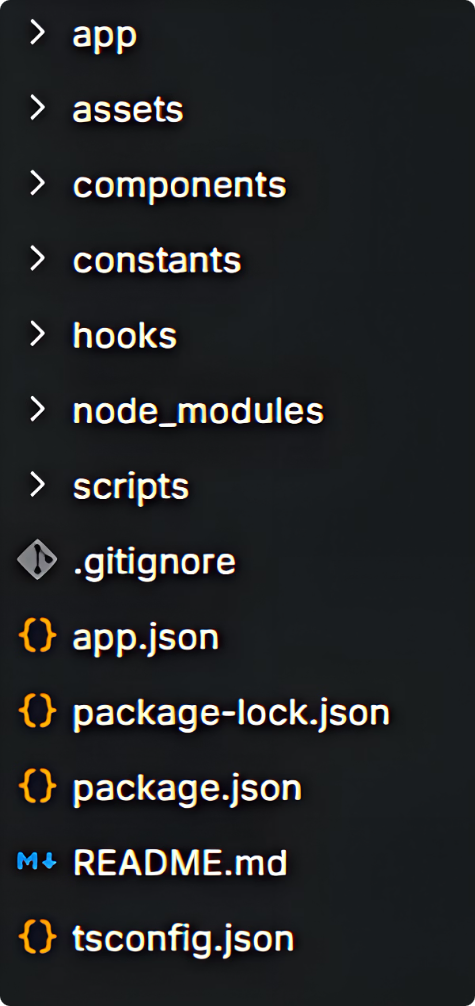 app
assets
components
constants
hooks
node_modules
scripts
.gitignore
app.json
package-lock.json
package.json
README.md
tsconfig.json